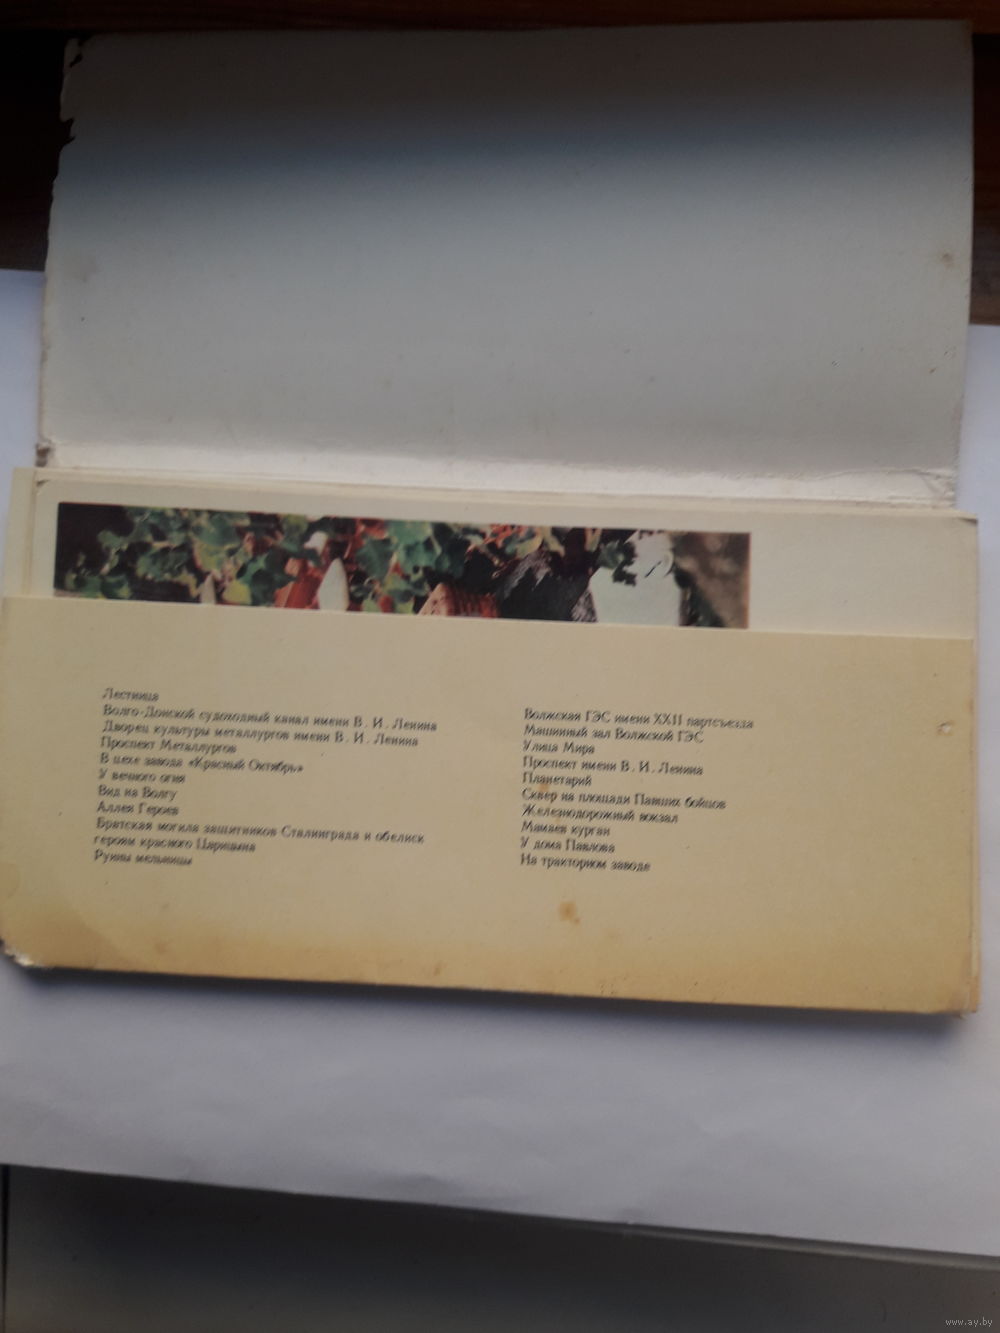 Лестница
Волго-Донской судоходный канал имени В. И. Ленина
Дворец культуры металлургов имени В. И. Ленина
Проспект Металлургов
В цехе завода «Красный Октябрь»
У вечного огня
Вид на Волгу
Аллея Героев
Братская могила защитников Сталинграда и обелиск
героям красного Царицына
Руины мельницы
Волжская ГЭС имени XXII партсъезда
Машинный зал Волжской ГЭС
Улица Мира
Проспект имени В. И. Ленина
Планетарий
Сквер на площади Павших бойцов
Железнодорожный вокзал
Мамаев курган
У дома Павлова
На тракторном заводе
www.ay.by